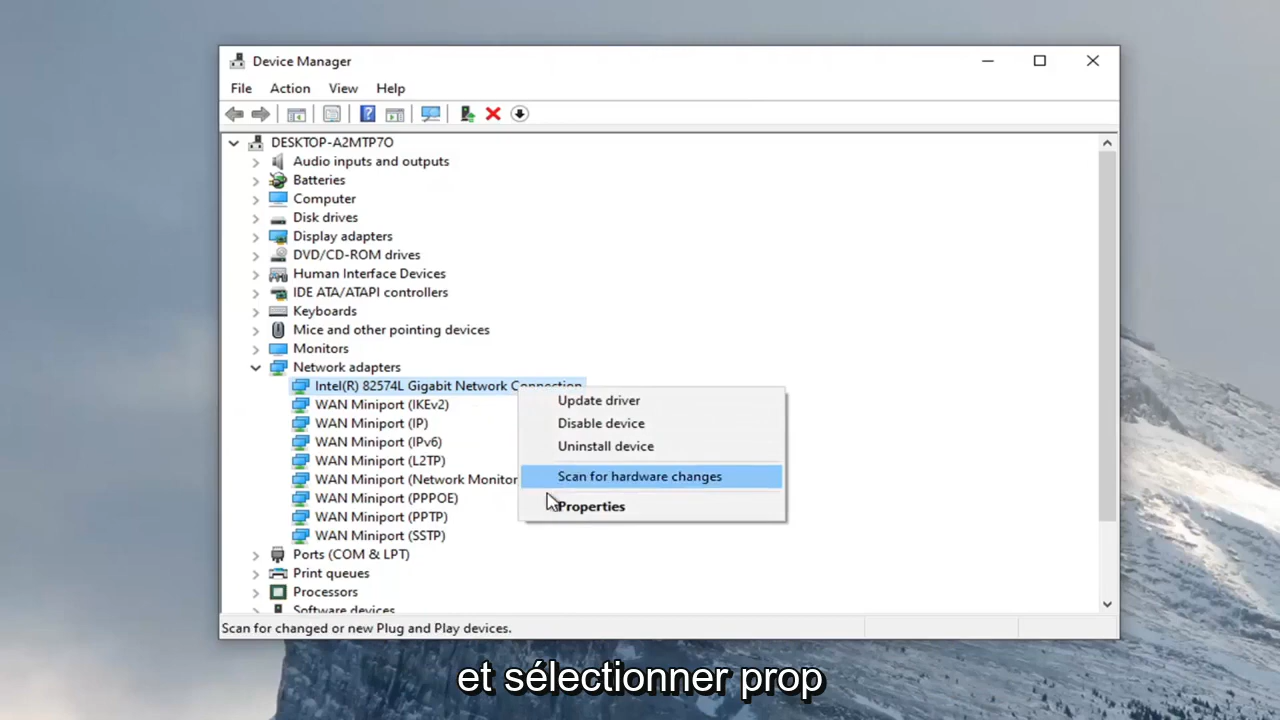 Device Manager
File Action View Help
DESKTOP-A2MTP7O
Audio inputs and outputs
Batteries
Computer
Disk drives
Display adapters
DVD/CD-ROM drives
Human Interface Devices
IDE ATA/ATAPI controllers
Keyboards
Mice and other pointing devices
Monitors
Network adapters
Intel(R) 82574L Gigabit Network Connection
WAN Miniport (IKEv2)
WAN Miniport (IP)
WAN Miniport (IPv6)
WAN Miniport (L2TP)
WAN Miniport (Network Monitor
WAN Miniport (PPPOE)
WAN Miniport (PPTP)
WAN Miniport (SSTP)
Ports (COM & LPT)
Print queues
Processors
Software devices
Update driver
Disable device
Uninstall device
Scan for hardware changes
Properties
Scan for changed or new Plug and Play devices.
et sélectionner prop